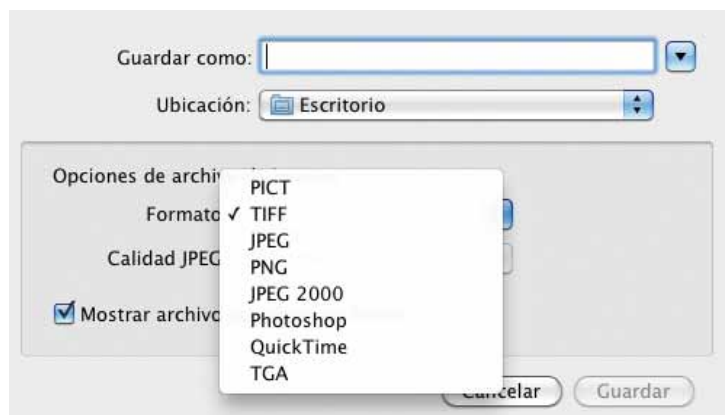 Guardar como:
Ubicación: Escritorio
Opciones de archi
PICT
Formato ✓ TIFF
JPEG
Calidad JPEG
PNG
JPEG 2000
Mostrar archivo
Photoshop
QuickTime
TGA
Cancelar Guardar